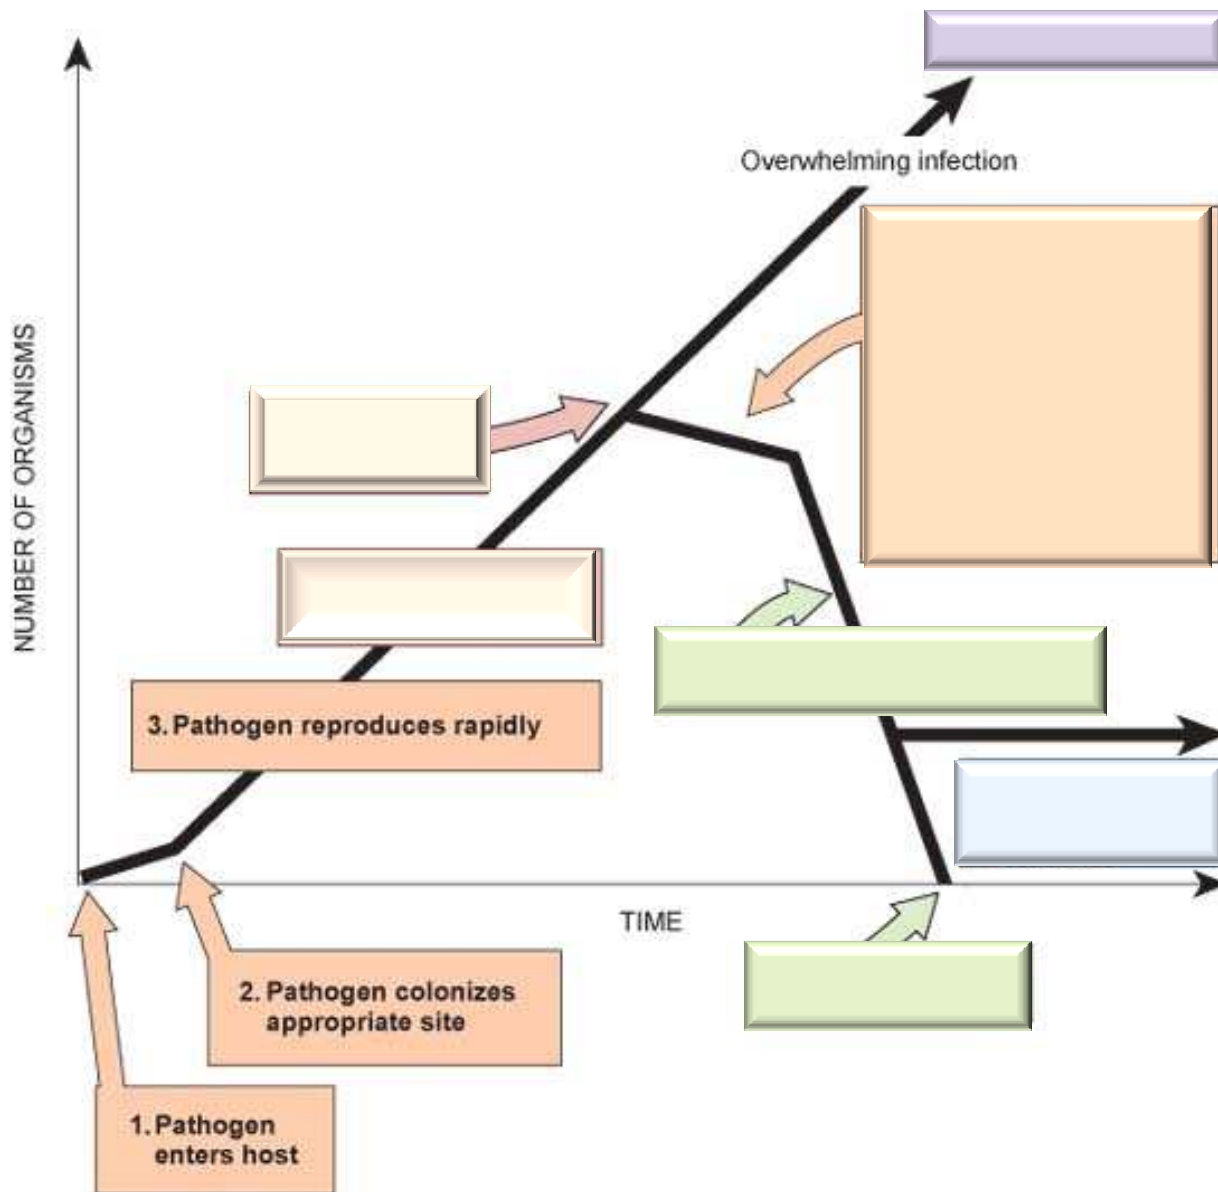 Overwhelming infection
NUMBER OF ORGANISMS
3. Pathogen reproduces rapidly
TIME
2. Pathogen colonizes
appropriate site
1. Pathogen
enters host